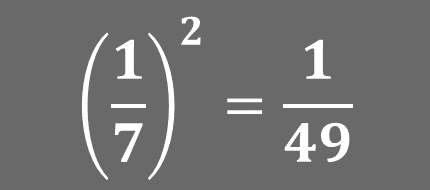 (1/7)² = 1/49